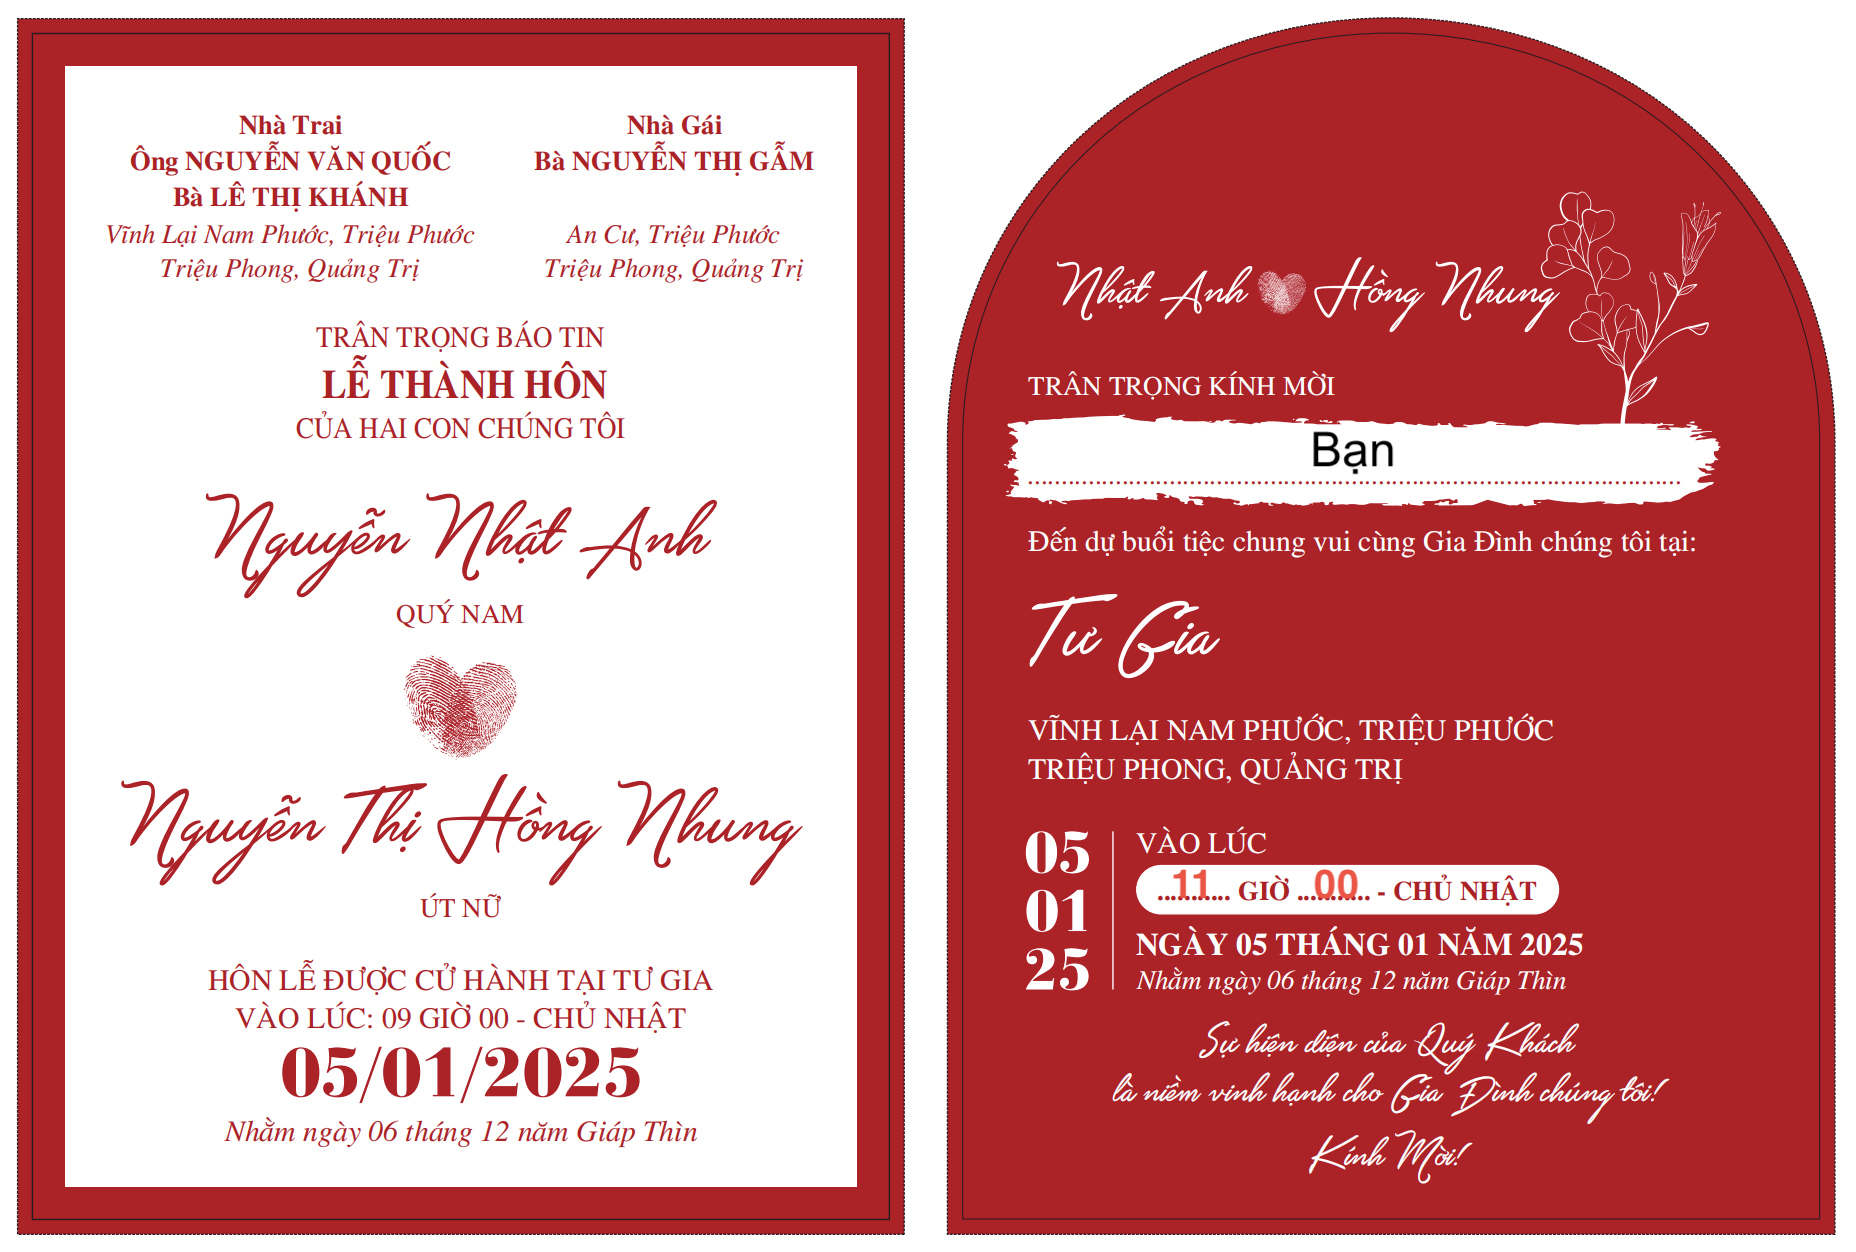 Nhà Trai
Ông NGUYỄN VĂN QUỐC
Bà LÊ THỊ KHÁNH
Vĩnh Lại Nam Phước, Triệu Phước
Triệu Phong, Quảng Trị
Nhà Gái
Bà NGUYỄN THỊ GẪM
An Cư, Triệu Phước
Triệu Phong, Quảng Trị
TRÂN TRỌNG BÁO TIN
LỄ THÀNH HÔN
CỦA HAI CON CHÚNG TÔI
Nguyễn Nhật Anh
QUÝ NAM
Nguyễn Thị Hồng Nhung
ÚT NỮ
HÔN LỄ ĐƯỢC CỬ HÀNH TẠI TƯ GIA
VÀO LÚC: 09 GIỜ 00 - CHỦ NHẬT
05/01/2025
Nhằm ngày 06 tháng 12 năm Giáp Thìn
Nhật Anh Hồng Nhung
TRÂN TRỌNG KÍNH MỜI
Bạn
Đến dự buổi tiệc chung vui cùng Gia Đình chúng tôi tại:
Tư Gia
VĨNH LẠI NAM PHƯỚC, TRIỆU PHƯỚC
TRIỆU PHONG, QUẢNG TRỊ
05
01
25
VÀO LÚC
11 GIỜ 00 - CHỦ NHẬT
NGÀY 05 THÁNG 01 NĂM 2025
Nhằm ngày 06 tháng 12 năm Giáp Thìn
Sự hiện diện của Quý Khách
là niềm vinh hạnh cho Gia Đình chúng tôi!
Kính Mời!